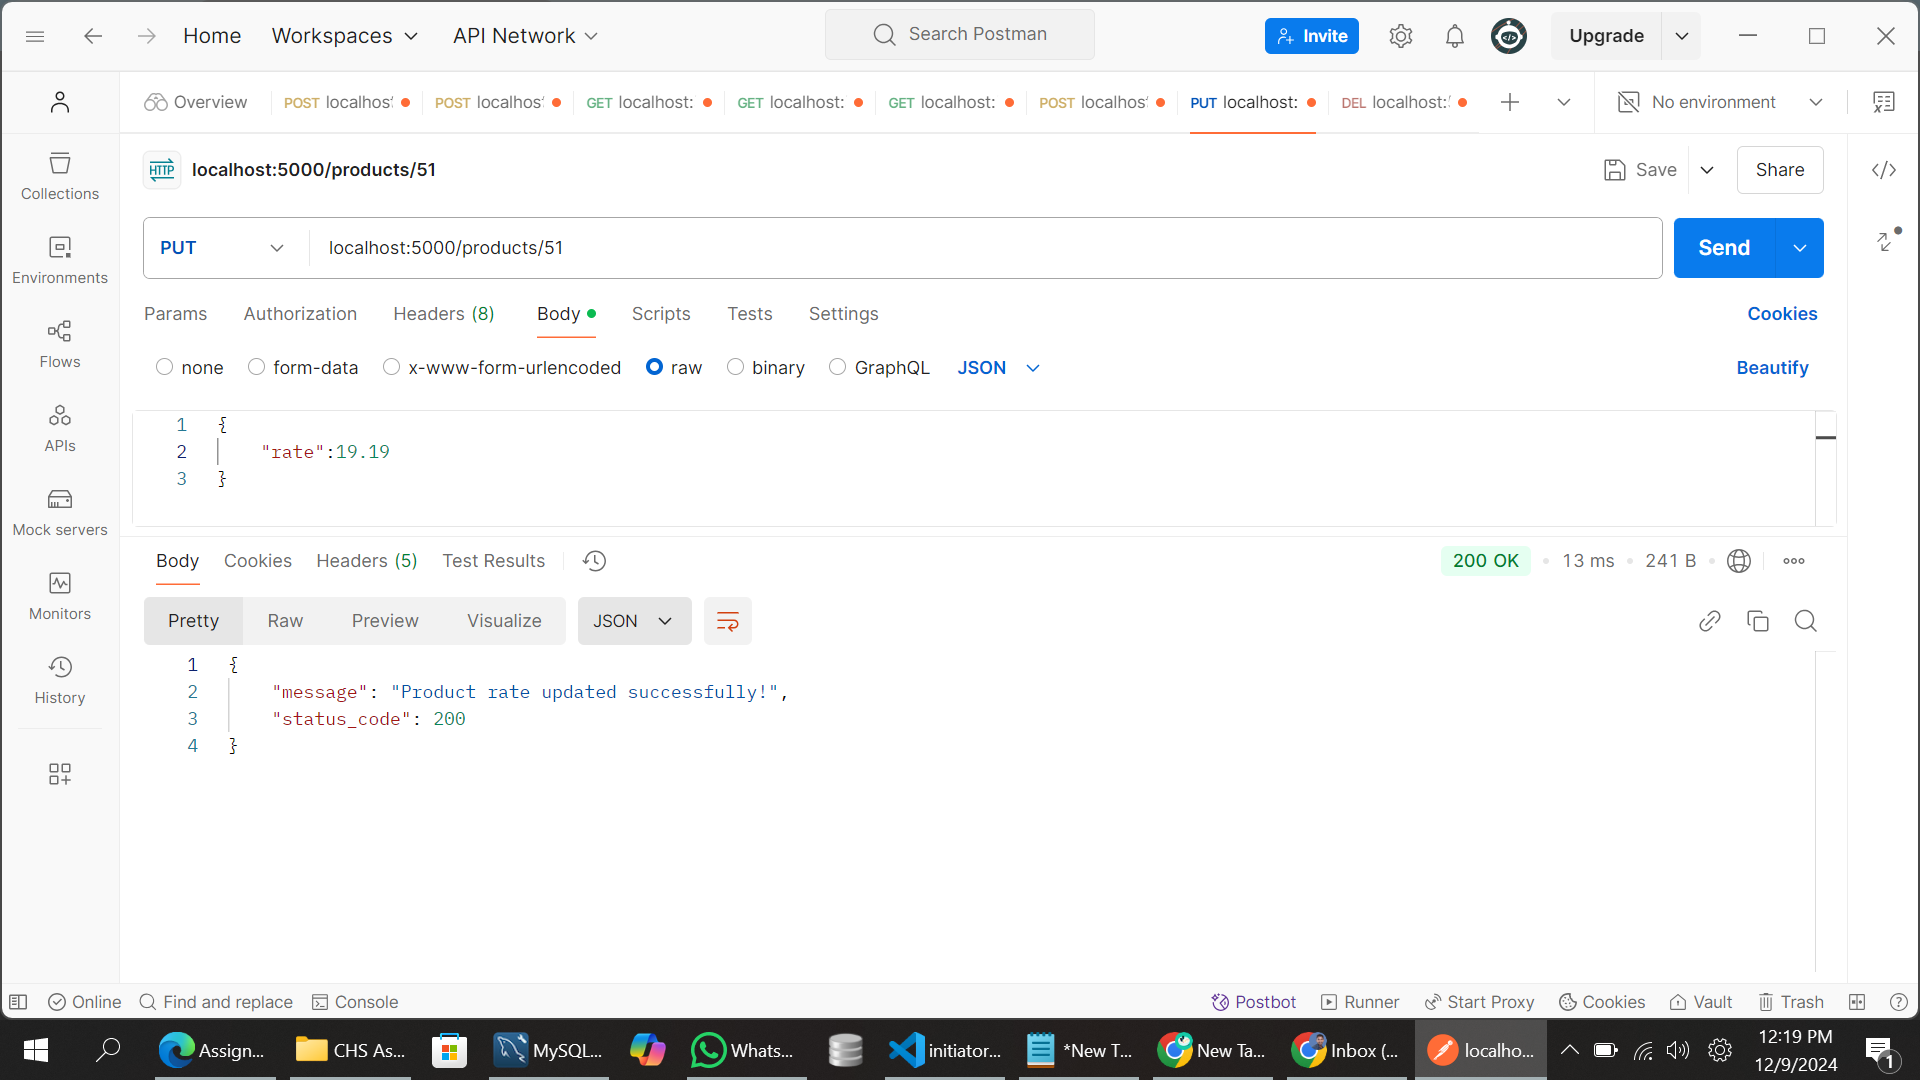 Home Workspaces API Network Search Postman Invite Upgrade
Overview POST localhos' POST localhos' GET localhost: GET localhost: GET localhost: POST localhos' PUT localhost: DEL localhost: No environment
HTTP localhost:5000/products/51 Save Share
PUT localhost:5000/products/51 Send
Params Authorization Headers (8) Body Scripts Tests Settings Cookies
none form-data x-www-form-urlencoded raw binary GraphQL JSON Beautify
1 {
2 "rate":19.19
3 }
Body Cookies Headers (5) Test Results 200 OK 13 ms 241 B
Pretty Raw Preview Visualize JSON
1 {
2 "message": "Product rate updated successfully!",
3 "status_code": 200
4 }
Collections
Environments
Flows
APIs
Mock servers
Monitors
History
Online Find and replace Console Postbot Runner Start Proxy Cookies Vault Trash
Assign... CHS As... MySQL... Whats... initiator... *New T... New Ta... Inbox (... localho... 12:19 PM
12/9/2024 1